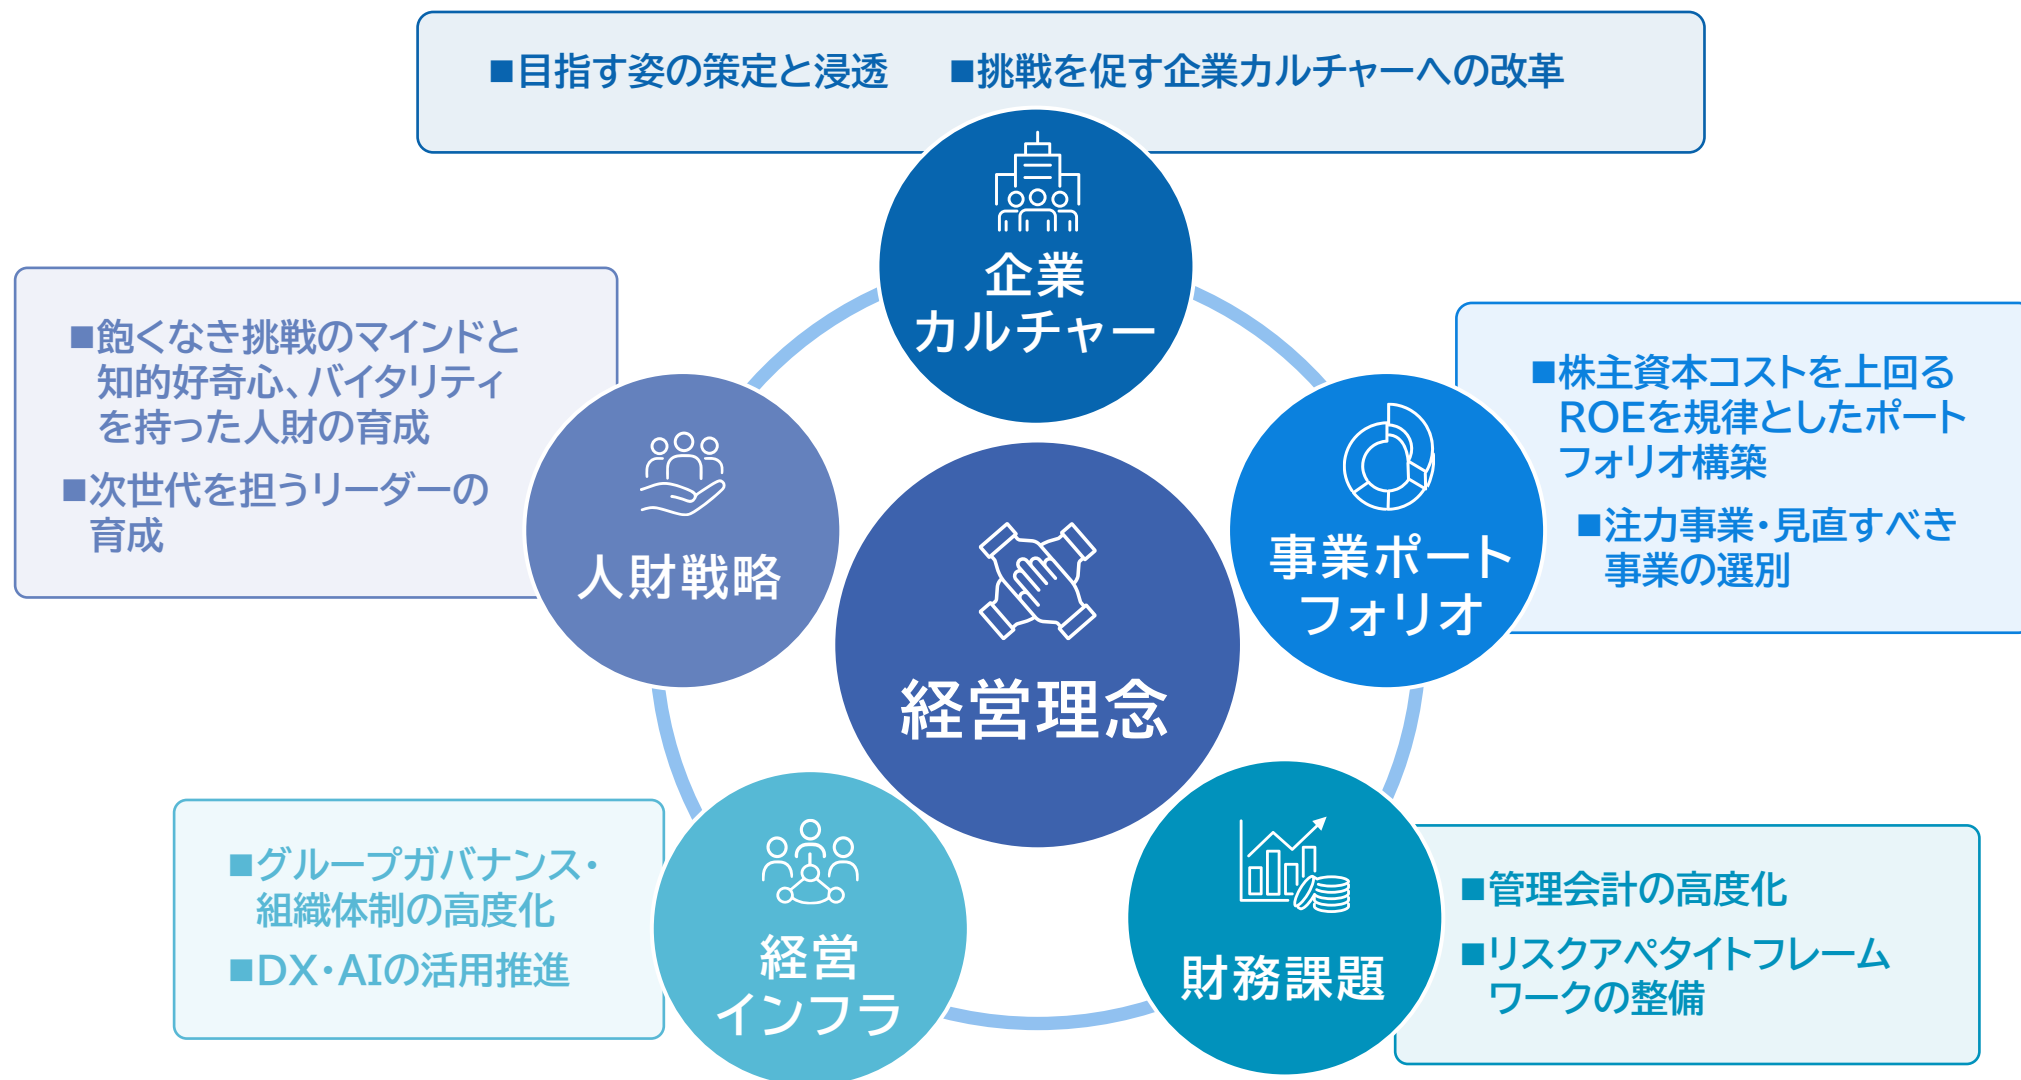 ■目指す姿の策定と浸透 ■挑戦を促す企業カルチャーへの改革
企業
カルチャー
■飽くなき挑戦のマインドと
知的好奇心、バイタリティ
を持った人財の育成
■次世代を担うリーダーの
育成
人財戦略
■株主資本コストを上回る
ROEを規律としたポート
フォリオ構築
■注力事業・見直すべき
事業の選別
事業ポート
フォリオ
経営理念
■グループガバナンス・
組織体制の高度化
■DX・AIの活用推進
経営
インフラ
■管理会計の高度化
■リスクアペタイトフレーム
ワークの整備
財務課題